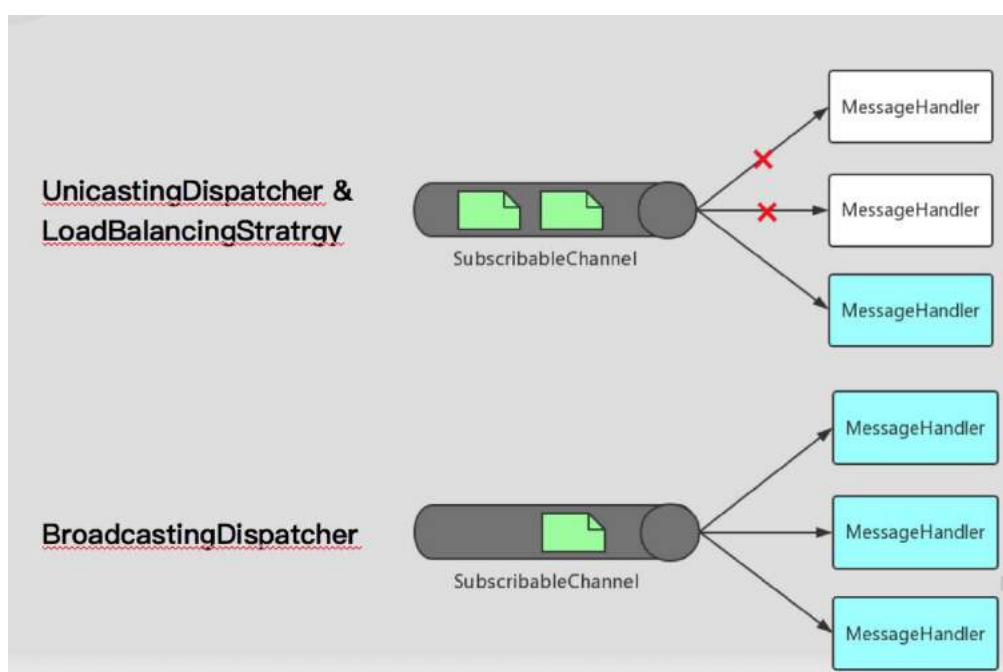 UnicastingDispatcher &
LoadBalancingStratrgy
SubscribableChannel
MessageHandler
MessageHandler
MessageHandler
BroadcastingDispatcher
SubscribableChannel
MessageHandler
MessageHandler
MessageHandler